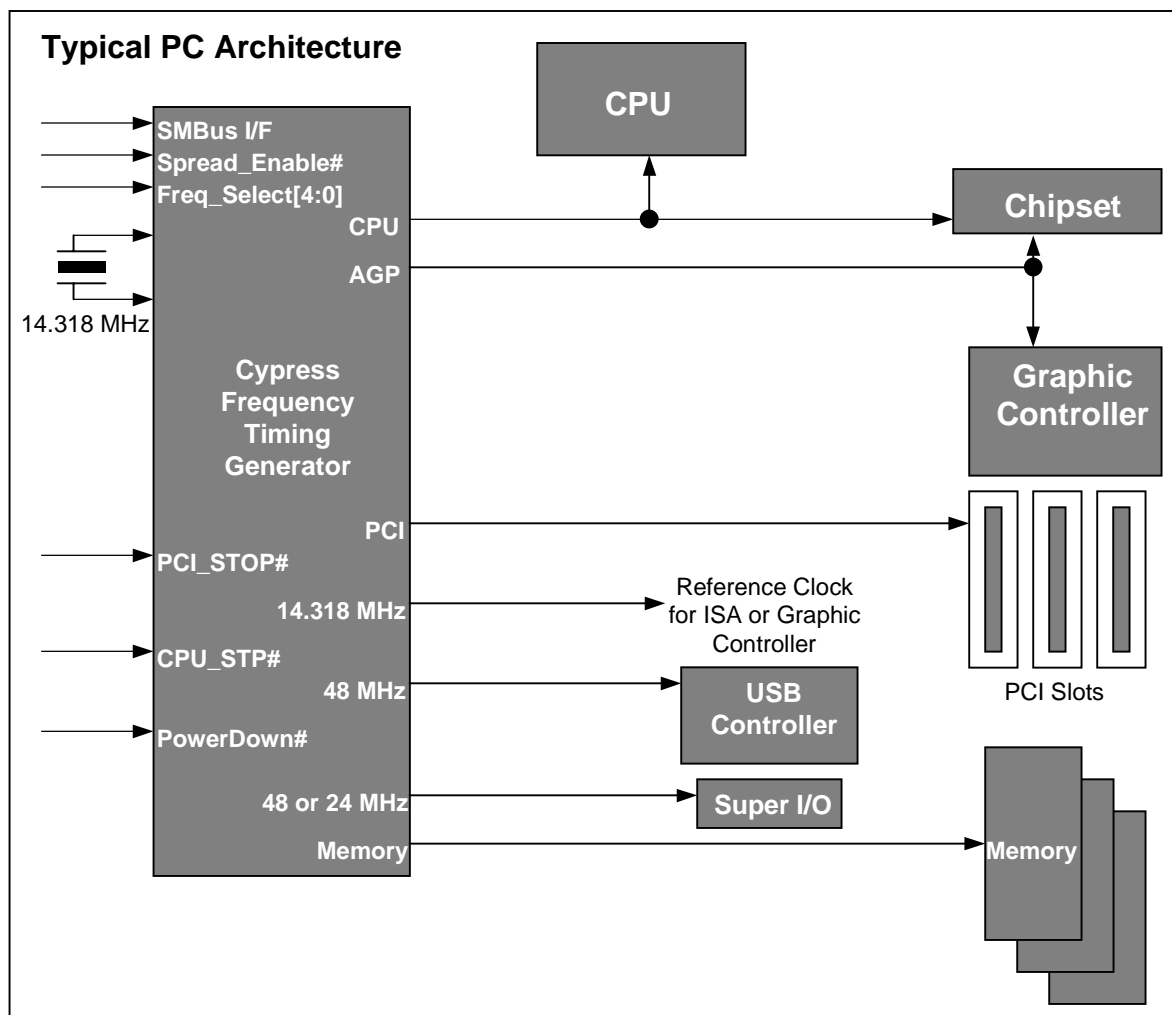 Typical PC Architecture
CPU
SMBus I/F
Spread_Enable#
Freq_Select[4:0]
CPU
Chipset
AGP
14.318 MHz
Cypress
Frequency
Timing
Generator
Graphic
Controller
PCI
PCI_STOP#
14.318 MHz
Reference Clock
for ISA or Graphic
Controller
CPU_STP#
48 MHz
USB
Controller
PCI Slots
PowerDown#
48 or 24 MHz
Super I/O
Memory
Memory